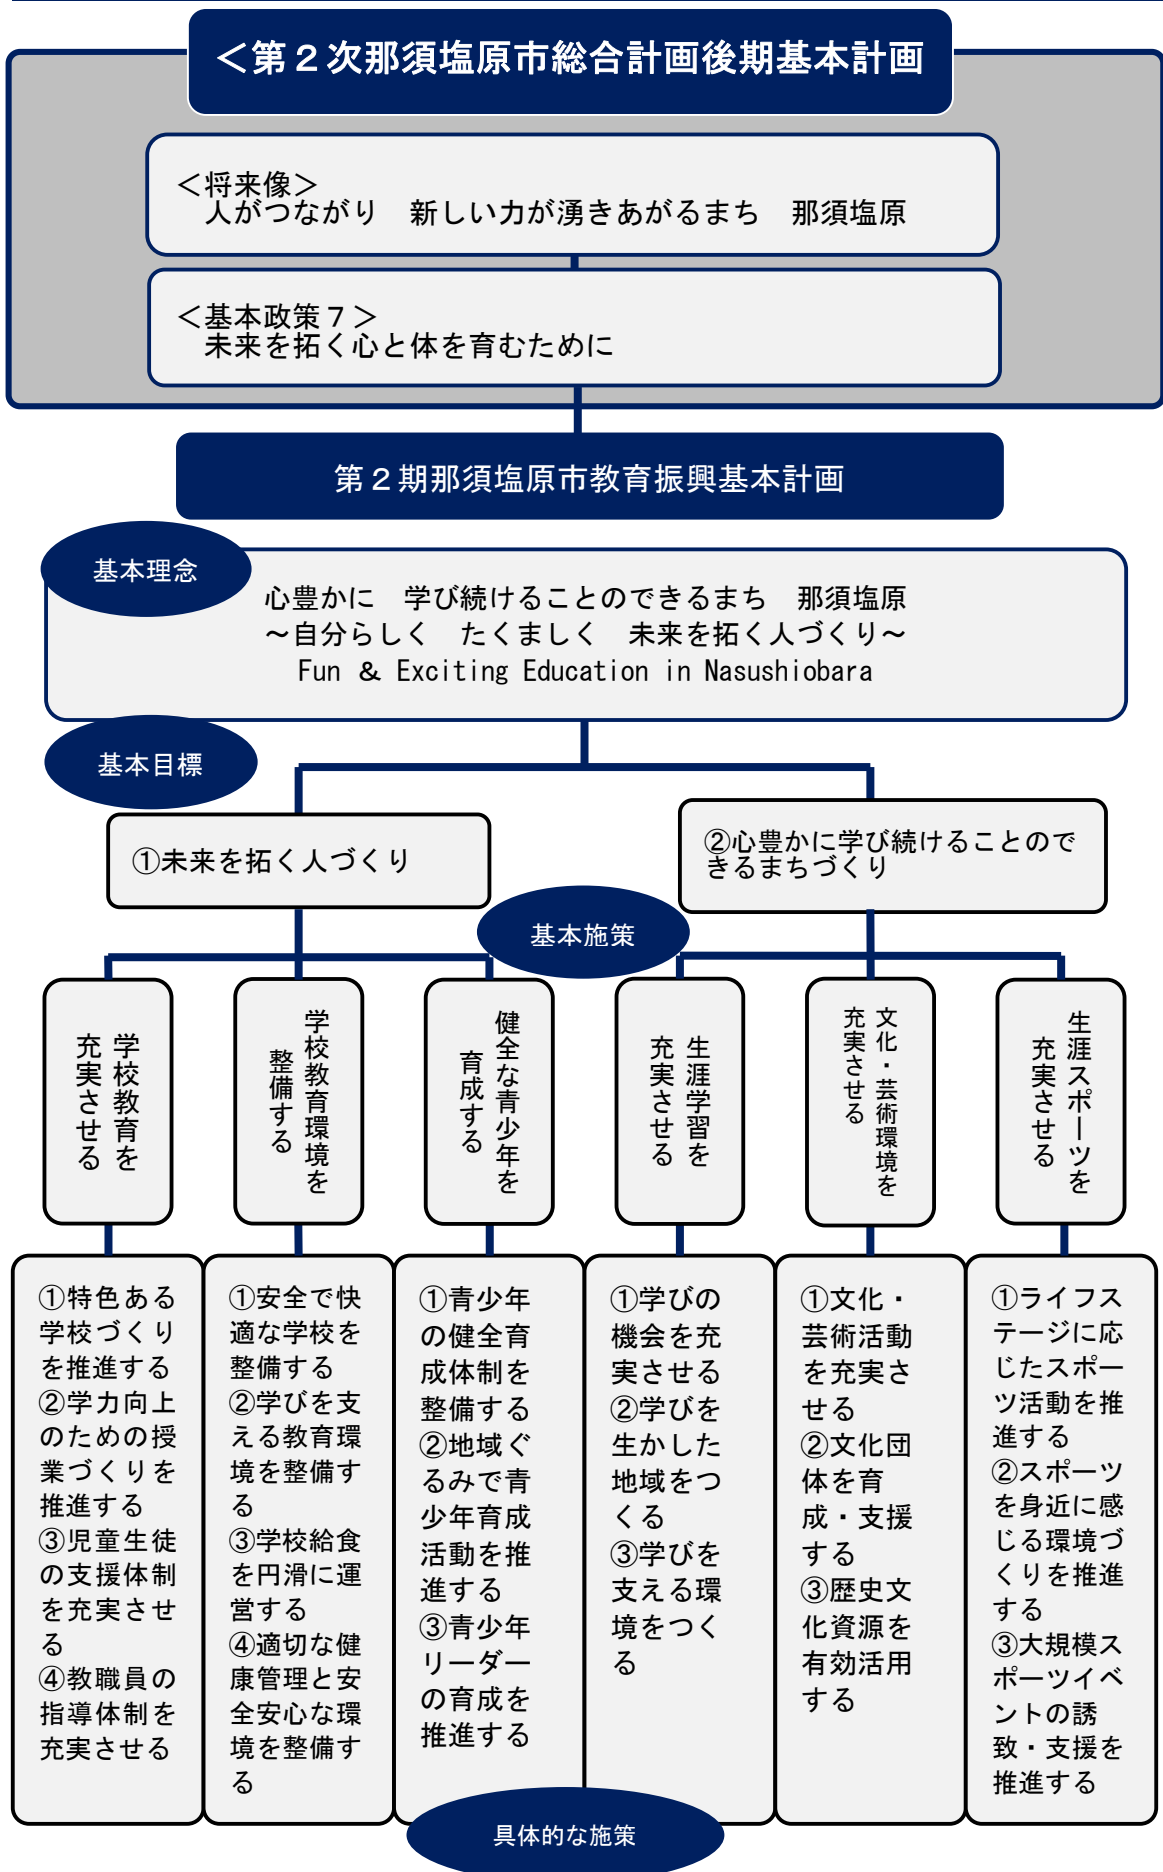 ＜第２次那須塩原市総合計画後期基本計画
＜将来像＞
人がつながり　新しい力が湧きあがるまち　那須塩原
＜基本政策７＞
未来を拓く心と体を育むために
第２期那須塩原市教育振興基本計画
基本理念
心豊かに　学び続けることのできるまち　那須塩原
～自分らしく　たくましく　未来を拓く人づくり～
Fun ＆ Exciting Education in Nasushiobara
基本目標
①未来を拓く人づくり
②心豊かに学び続けることので
きるまちづくり
基本施策
学校教育を
充実させる
学校教育環境を
整備する
健全な青少年を
育成する
生涯学習を
充実させる
文化・芸術環境を
充実させる
生涯スポーツを
充実させる
①特色ある
学校づくり
を推進する
②学力向上
のための授
業づくりを
推進する
③児童生徒
の支援体制
を充実させ
る
④教職員の
指導体制を
充実させる
①安全で快
適な学校を
整備する
②学びを支
える教育環
境を整備す
る
③学校給食
を円滑に運
営する
④適切な健
康管理と安
全安心な環
境を整備す
る
①青少年
の健全育
成体制を
整備する
②地域ぐ
るみで青
少年育成
活動を推
進する
③青少年
リーダー
の育成を
推進する
①学びの
機会を充
実させる
②学びを
生かした
地域をつ
くる
③学びを
支える環
境をつく
る
①文化・
芸術活動
を充実さ
せる
②文化団
体を育
成・支援
する
③歴史文
化資源を
有効活用
する
①ライフス
テージに応
じたスポー
ツ活動を推
進する
②スポーツ
を身近に感
じる環境づ
くりを推進
する
③大規模ス
ポーツイベ
ントの誘
致・支援を
推進する
具体的な施策